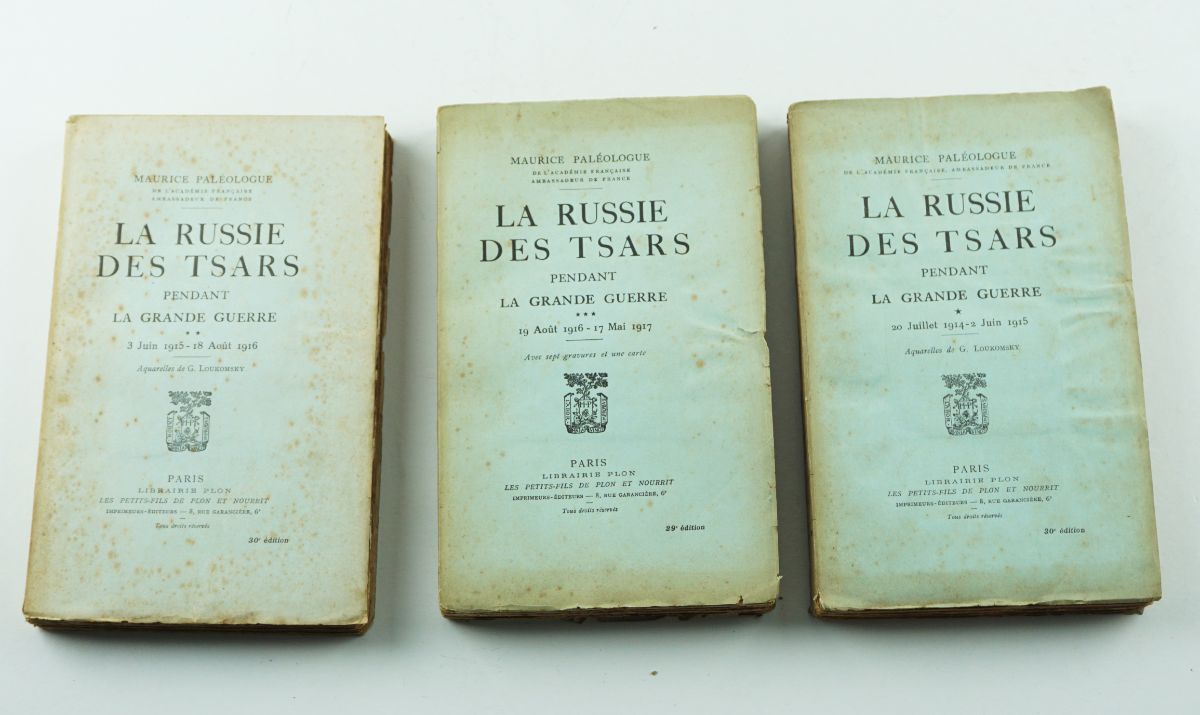 MAURICE PALÉOLOGUE
DE L'ACADÉMIE FRANÇAISE
AMBASSADEUR DE FRANCE
LA RUSSIE
DES TSARS
PENDANT
LA GRANDE GUERRE
★ ★
3 Juin 1915 - 18 Août 1916
Aquarelles de G. LOUKOMSKY
PARIS
LIBRAIRIE PLON
LES PETITS-FILS DE PLON ET NOURRIT
IMPRIMEURS-ÉDITEURS — 8, RUE GARANCIÈRE, 6e
Tous droits réservés
30e édition
MAURICE PALÉOLOGUE
DE L'ACADÉMIE FRANÇAISE
AMBASSADEUR DE FRANCE
LA RUSSIE
DES TSARS
PENDANT
LA GRANDE GUERRE
★ ★ ★
19 Août 1916 - 17 Mai 1917
Avec sept gravures et une carte
PARIS
LIBRAIRIE PLON
LES PETITS-FILS DE PLON ET NOURRIT
IMPRIMEURS-ÉDITEURS — 8, RUE GARANCIÈRE, 6e
Tous droits réservés
29e édition
MAURICE PALÉOLOGUE
DE L'ACADÉMIE FRANÇAISE, AMBASSADEUR DE FRANCE
LA RUSSIE
DES TSARS
PENDANT
LA GRANDE GUERRE
★
20 Juillet 1914 - 2 Juin 1915
Aquarelles de G. LOUKOMSKY
PARIS
LIBRAIRIE PLON
LES PETITS-FILS DE PLON ET NOURRIT
IMPRIMEURS-ÉDITEURS — 8, RUE GARANCIÈRE, 6e
Tous droits réservés
30e édition